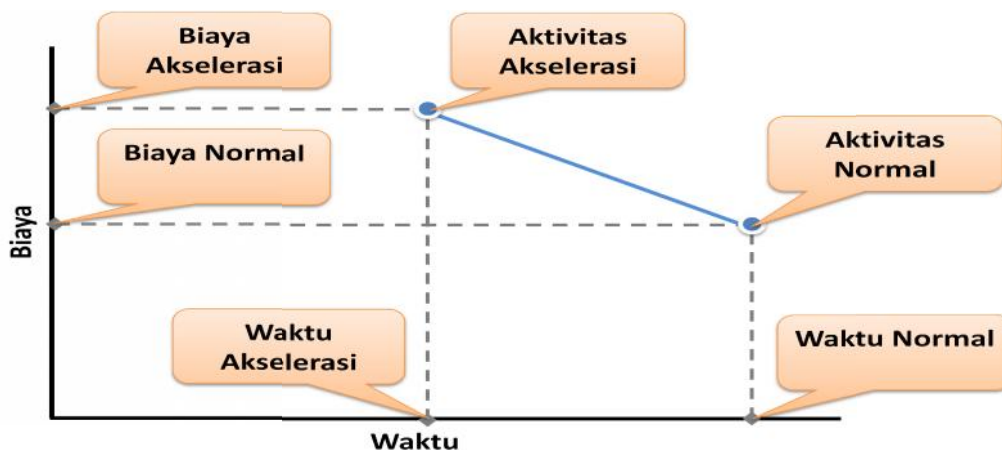 Biaya
Akselerasi
Aktivitas
Akselerasi
Biaya Normal
Aktivitas
Normal
Biaya
Waktu
Akselerasi
Waktu Normal
Waktu